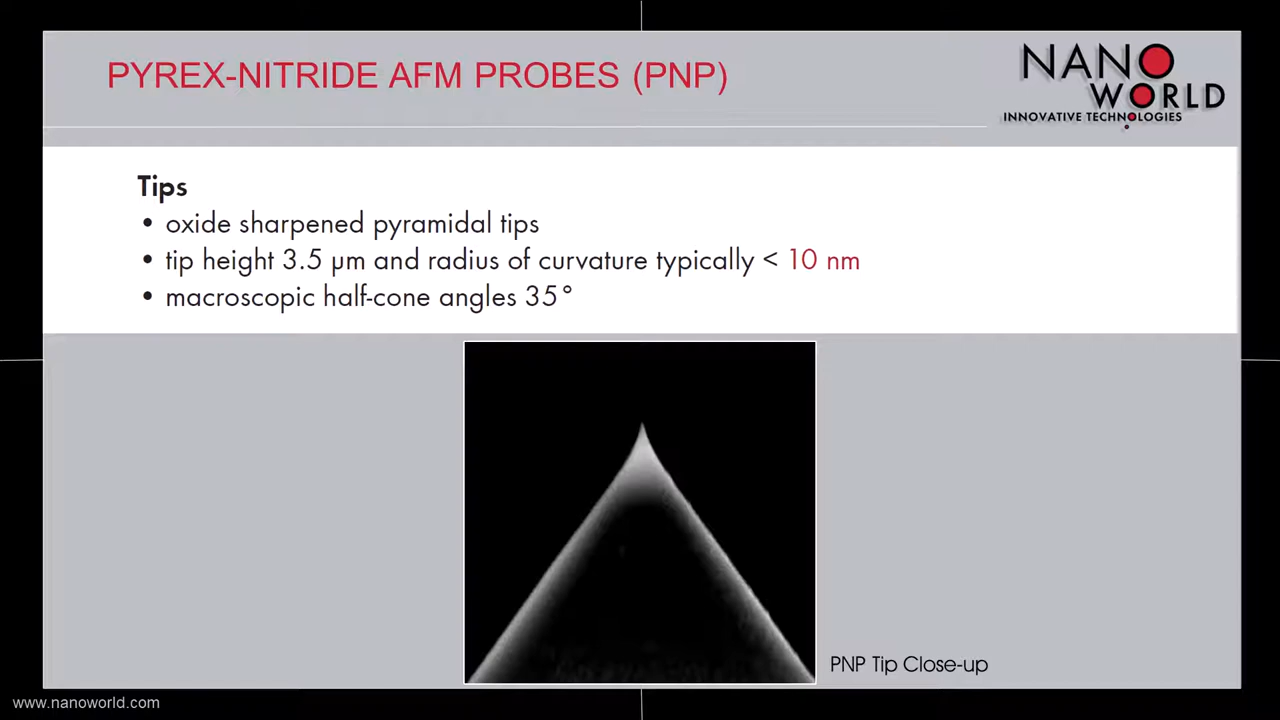 PYREX-NITRIDE AFM PROBES (PNP)
NANO
WORLD
INNOVATIVE TECHNOLOGIES
Tips
• oxide sharpened pyramidal tips
• tip height 3.5 µm and radius of curvature typically < 10 nm
• macroscopic half-cone angles 35°
PNP Tip Close-up
www.nanoworld.com